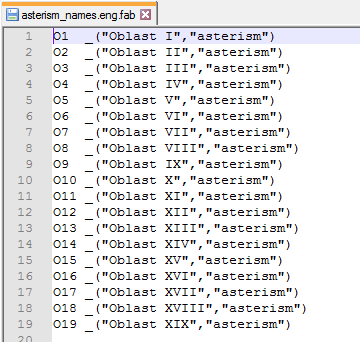 asterism_names.eng.fab
1 O1 _("Oblast I","asterism")
2 O2 _("Oblast II","asterism")
3 O3 _("Oblast III","asterism")
4 O4 _("Oblast IV","asterism")
5 O5 _("Oblast V","asterism")
6 O6 _("Oblast VI","asterism")
7 O7 _("Oblast VII","asterism")
8 O8 _("Oblast VIII","asterism")
9 O9 _("Oblast IX","asterism")
10 O10 _("Oblast X","asterism")
11 O11 _("Oblast XI","asterism")
12 O12 _("Oblast XII","asterism")
13 O13 _("Oblast XIII","asterism")
14 O14 _("Oblast XIV","asterism")
15 O15 _("Oblast XV","asterism")
16 O16 _("Oblast XVI","asterism")
17 O17 _("Oblast XVII","asterism")
18 O18 _("Oblast XVIII","asterism")
19 O19 _("Oblast XIX","asterism")
20